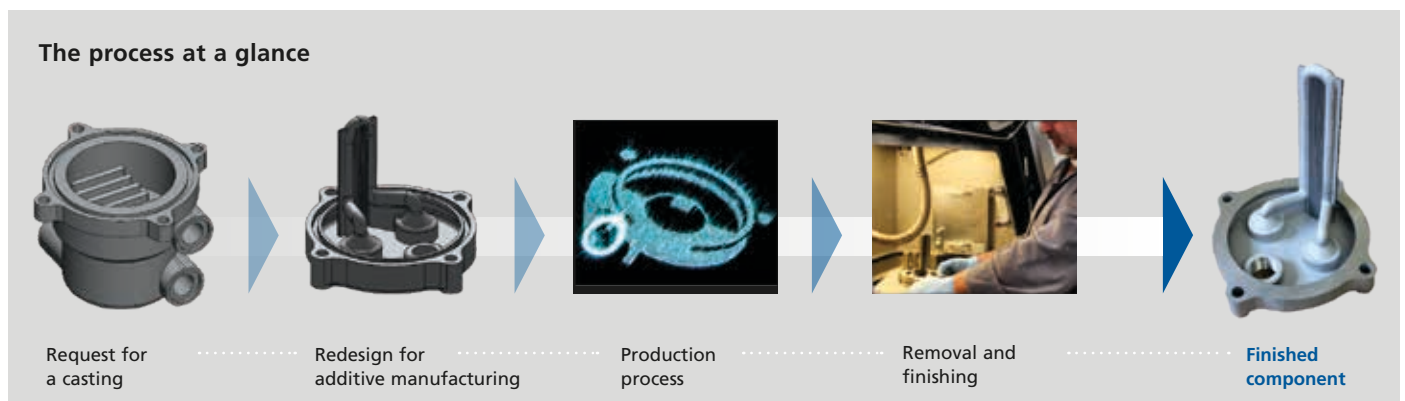 The process at a glance
Request for
a casting
Redesign for
additive manufacturing
Production
process
Removal and
finishing
Finished
component